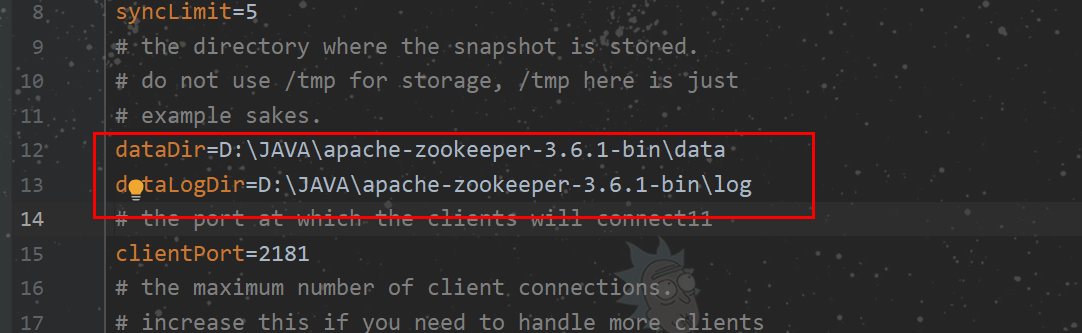 8 syncLimit=5
9 # the directory where the snapshot is stored.
10 # do not use /tmp for storage, /tmp here is just
11 # example sakes.
12 dataDir=D:\JAVA\apache-zookeeper-3.6.1-bin\data
13 dataLogDir=D:\JAVA\apache-zookeeper-3.6.1-bin\log
14 # the port at which the clients will connect11
15 clientPort=2181
16 # the maximum number of client connections.
17 # increase this if you need to handle more clients